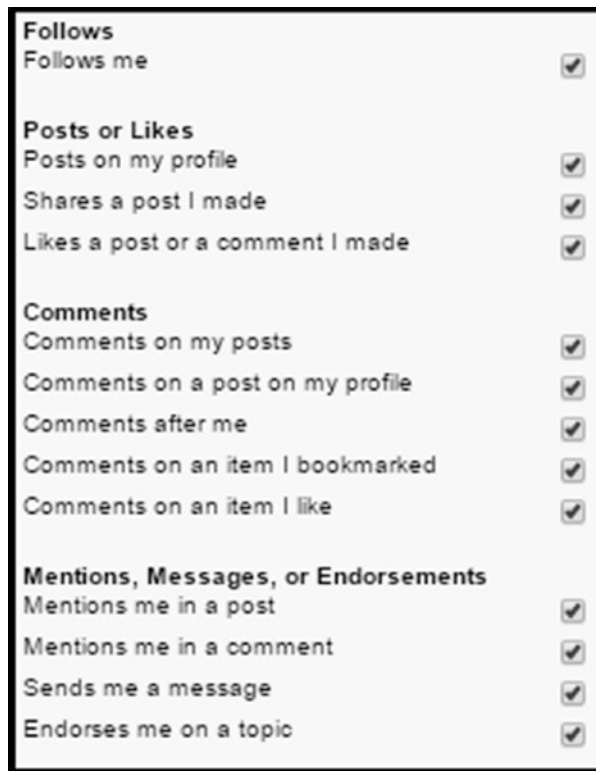 Follows
Follows me
Posts or Likes
Posts on my profile
Shares a post I made
Likes a post or a comment I made
Comments
Comments on my posts
Comments on a post on my profile
Comments after me
Comments on an item I bookmarked
Comments on an item I like
Mentions, Messages, or Endorsements
Mentions me in a post
Mentions me in a comment
Sends me a message
Endorses me on a topic